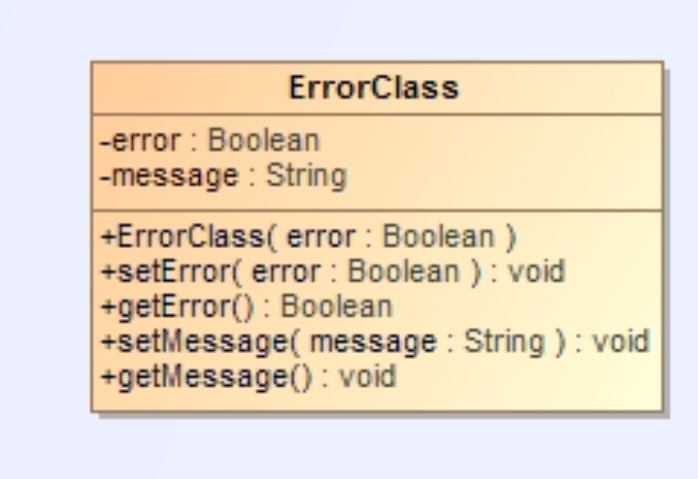 ErrorClass
-error : Boolean
-message : String
+ErrorClass( error : Boolean )
+setError( error : Boolean ) : void
+getError() : Boolean
+setMessage( message : String ) : void
+getMessage() : void